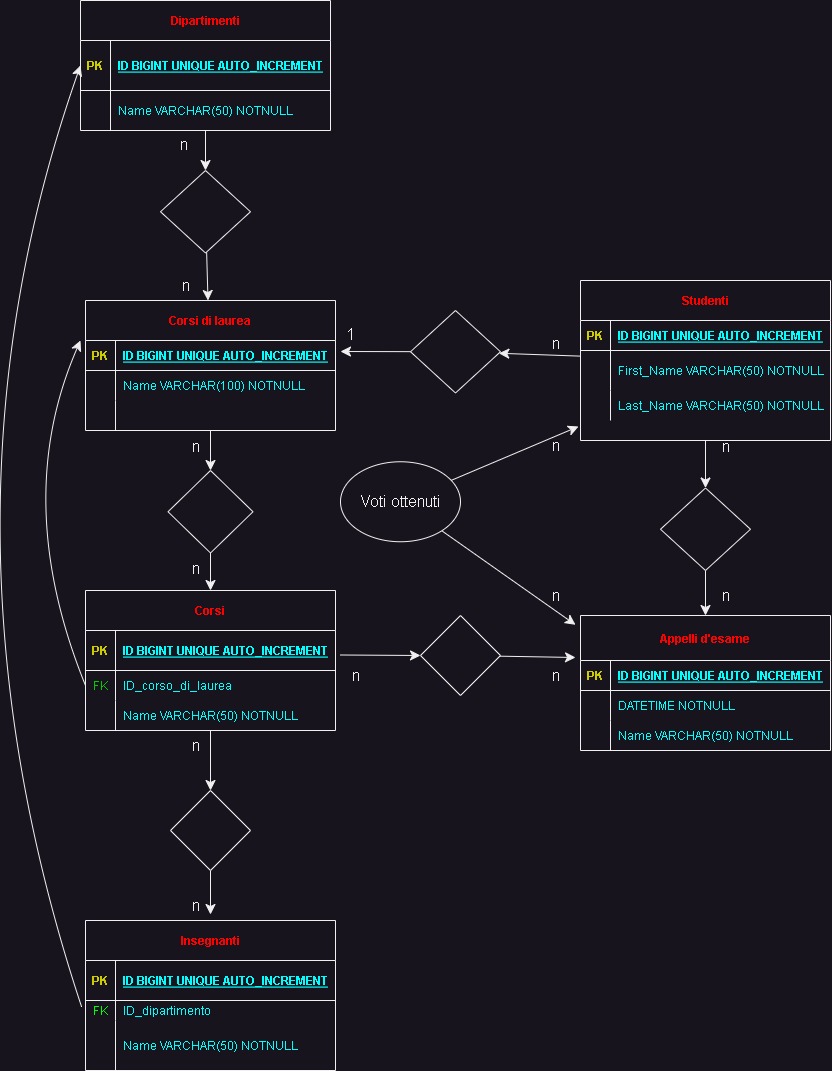 Dipartimenti
PK ID BIGINT UNIQUE AUTO_INCREMENT
Name VARCHAR(50) NOTNULL
n
n
Corsi di laurea
PK ID BIGINT UNIQUE AUTO_INCREMENT
Name VARCHAR(100) NOTNULL
1
n
Studenti
PK ID BIGINT UNIQUE AUTO_INCREMENT
First_Name VARCHAR(50) NOTNULL
Last_Name VARCHAR(50) NOTNULL
n
n
n
Voti ottenuti
n
n
n
Corsi
PK ID BIGINT UNIQUE AUTO_INCREMENT
FK ID_corso_di_laurea
Name VARCHAR(50) NOTNULL
n
n
Appelli d'esame
PK ID BIGINT UNIQUE AUTO_INCREMENT
DATETIME NOTNULL
Name VARCHAR(50) NOTNULL
n
n
Insegnanti
PK ID BIGINT UNIQUE AUTO_INCREMENT
FK ID_dipartimento
Name VARCHAR(50) NOTNULL